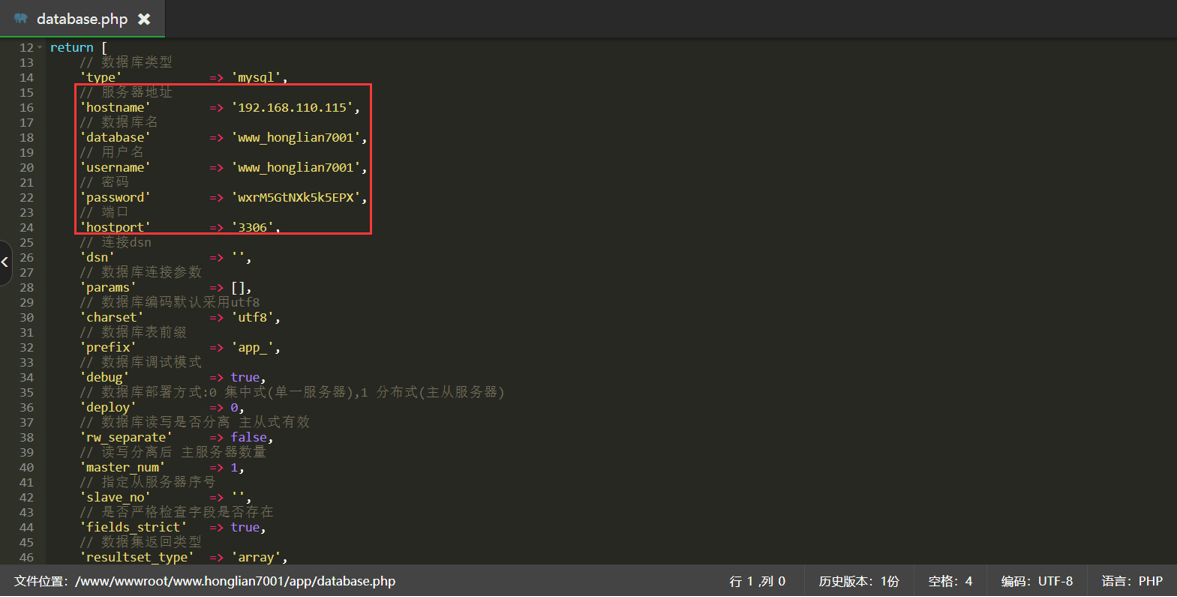 database.php
12 return [
13 // 数据库类型
14 'type' => 'mysql',
15 // 服务器地址
16 'hostname' => '192.168.110.115',
17 // 数据库名
18 'database' => 'www_honglian7001',
19 // 用户名
20 'username' => 'www_honglian7001',
21 // 密码
22 'password' => 'wxrM5GtNXk5k5EPX',
23 // 端口
24 'hostport' => '3306',
25 // 连接dsn
26 'dsn' => '',
27 // 数据库连接参数
28 'params' => [],
29 // 数据库编码默认采用utf8
30 'charset' => 'utf8',
31 // 数据库表前缀
32 'prefix' => 'app_',
33 // 数据库调试模式
34 'debug' => true,
35 // 数据库部署方式:0 集中式(单一服务器),1 分布式(主从服务器)
36 'deploy' => 0,
37 // 数据库读写是否分离 主从式有效
38 'rw_separate' => false,
39 // 读写分离后 主服务器数量
40 'master_num' => 1,
41 // 指定从服务器序号
42 'slave_no' => '',
43 // 是否严格检查字段是否存在
44 'fields_strict' => true,
45 // 数据集返回类型
46 'resultset_type' => 'array',
文件位置: /www/wwwroot/www.honglian7001/app/database.php 行 1 ,列 0 历史版本: 1份 空格: 4 编码: UTF-8 语言: PHP